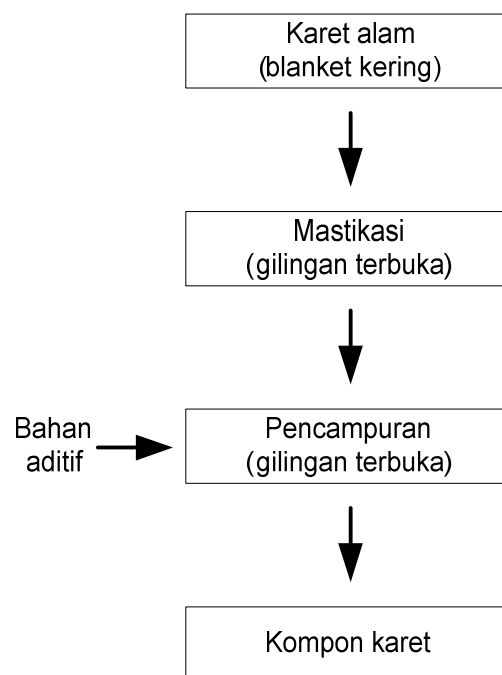 Karet alam
(blanket kering)
Mastikasi
(gilingan terbuka)
Bahan
aditif
Pencampuran
(gilingan terbuka)
Kompon karet